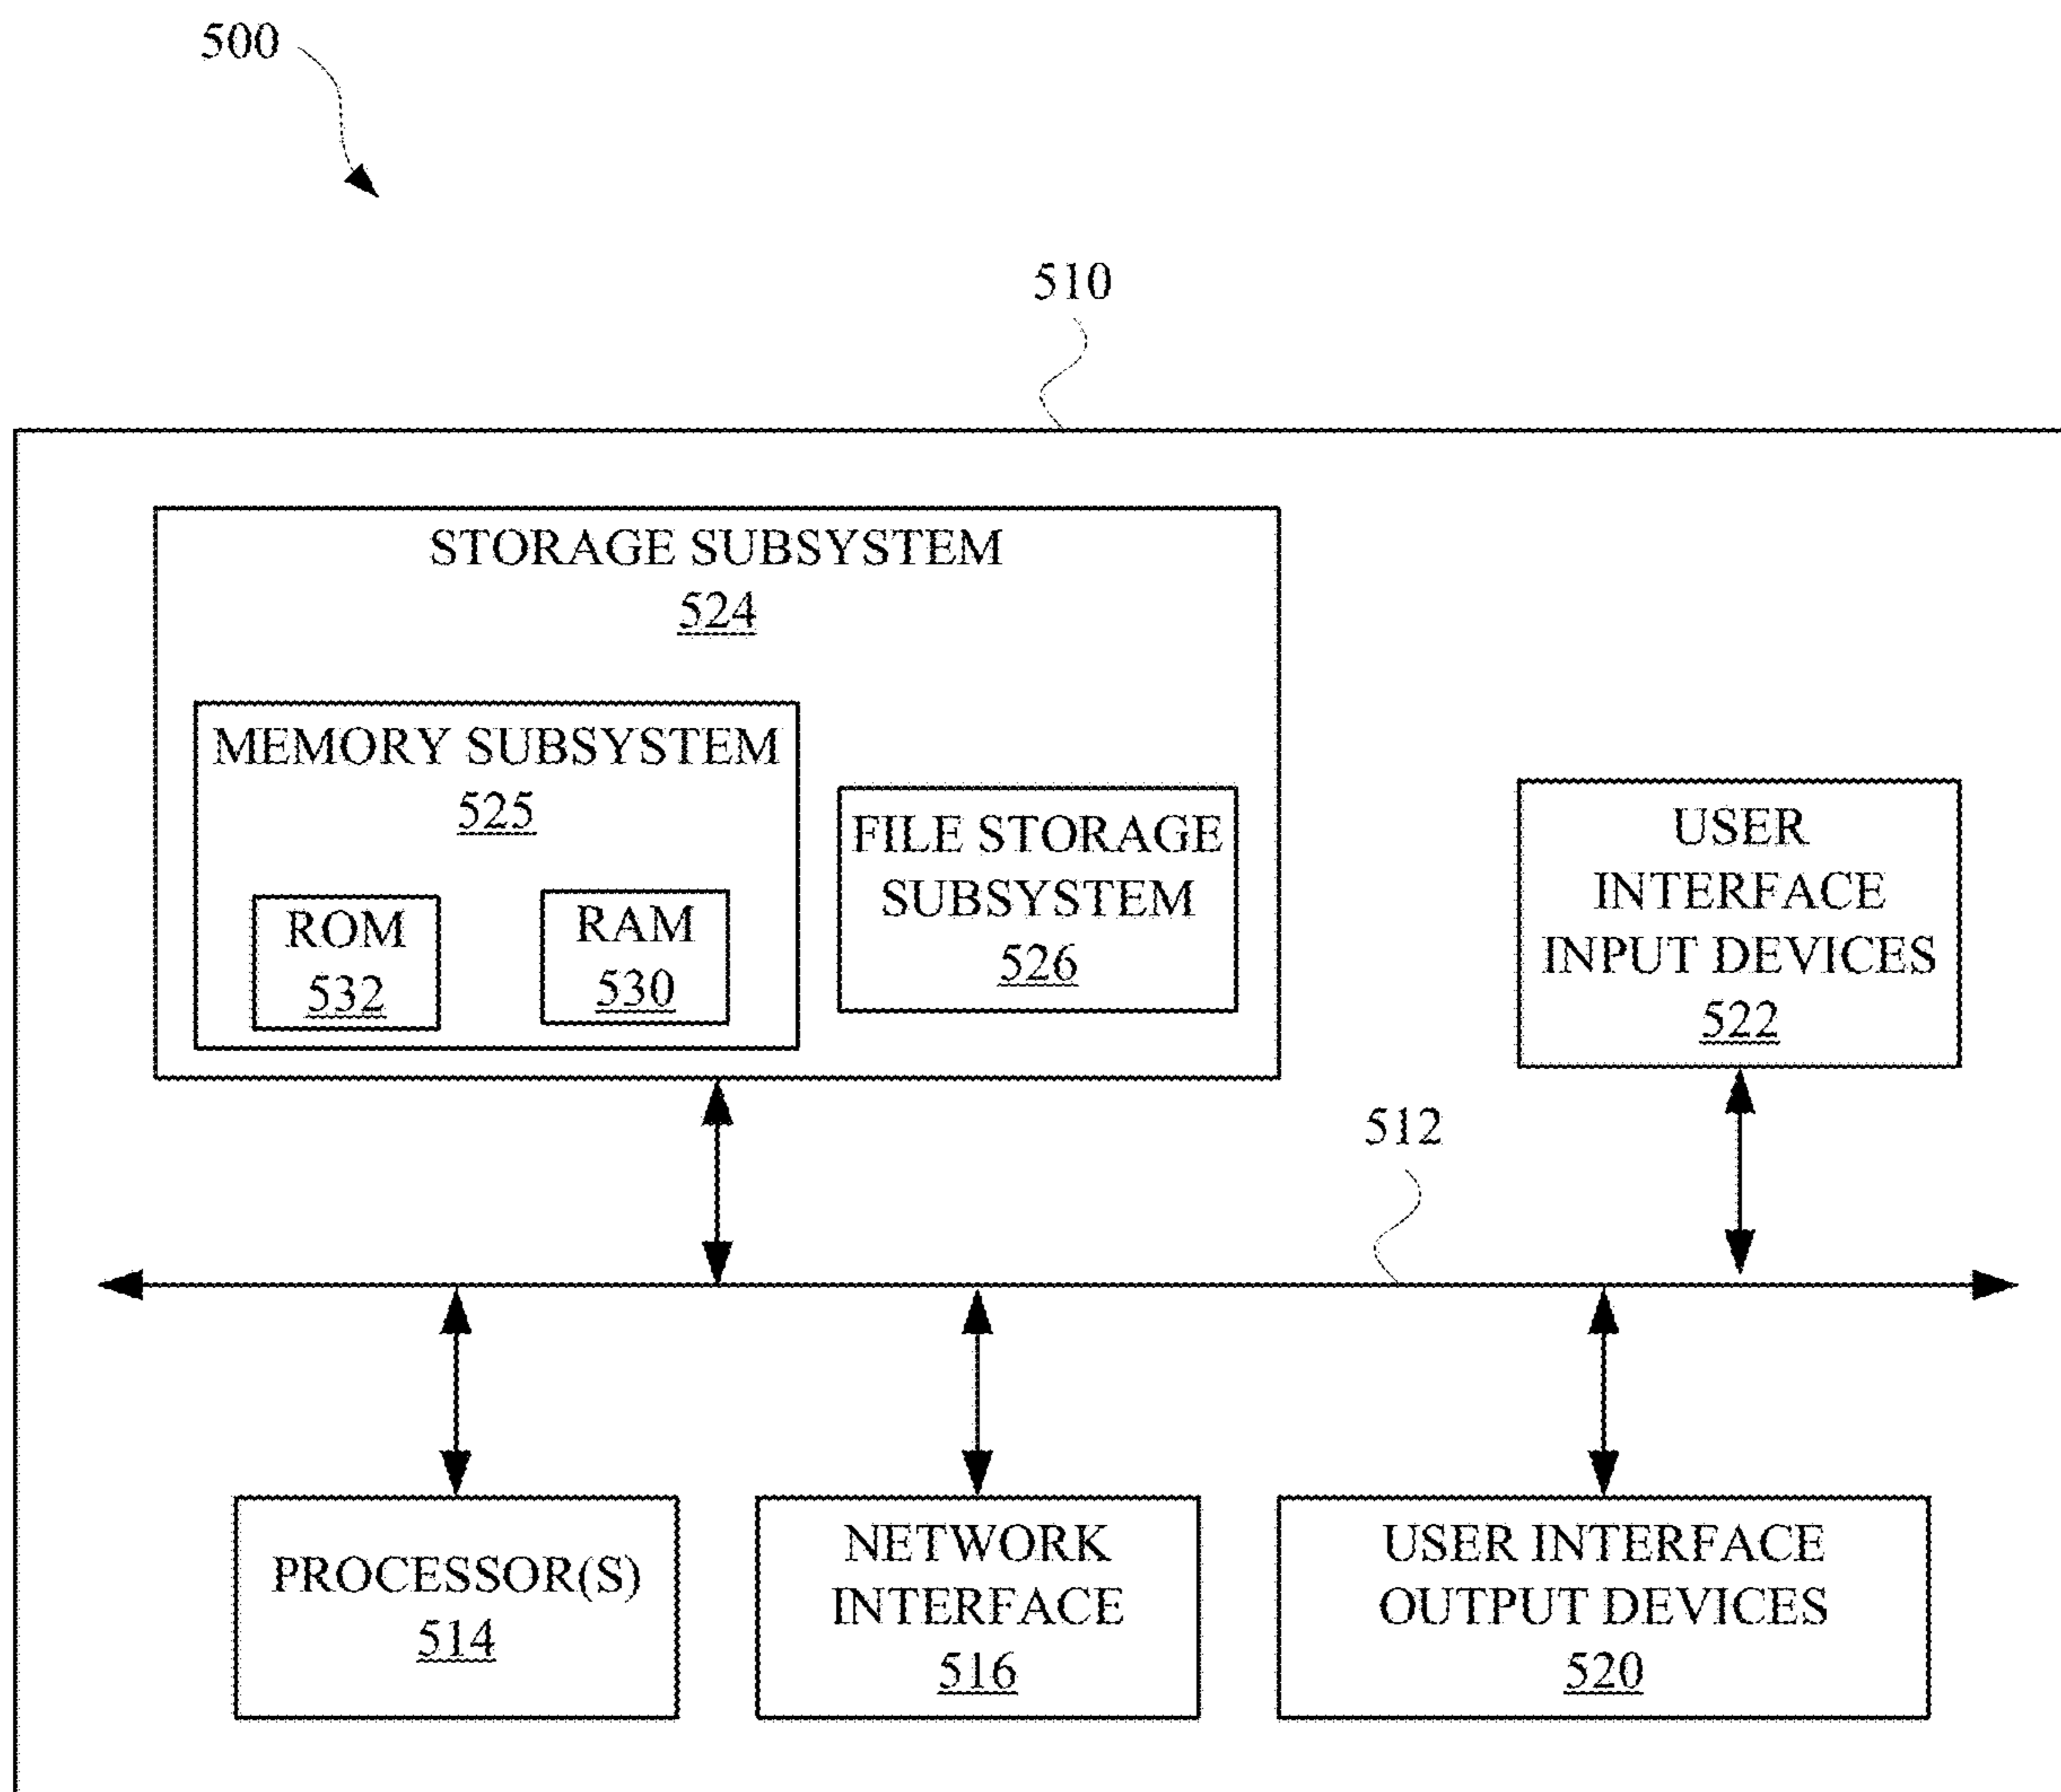 500
510
STORAGE SUBSYSTEM
524
MEMORY SUBSYSTEM
525
ROM
532
RAM
530
FILE STORAGE
SUBSYSTEM
526
USER
INTERFACE
INPUT DEVICES
522
512
PROCESSOR(S)
514
NETWORK
INTERFACE
516
USER INTERFACE
OUTPUT DEVICES
520